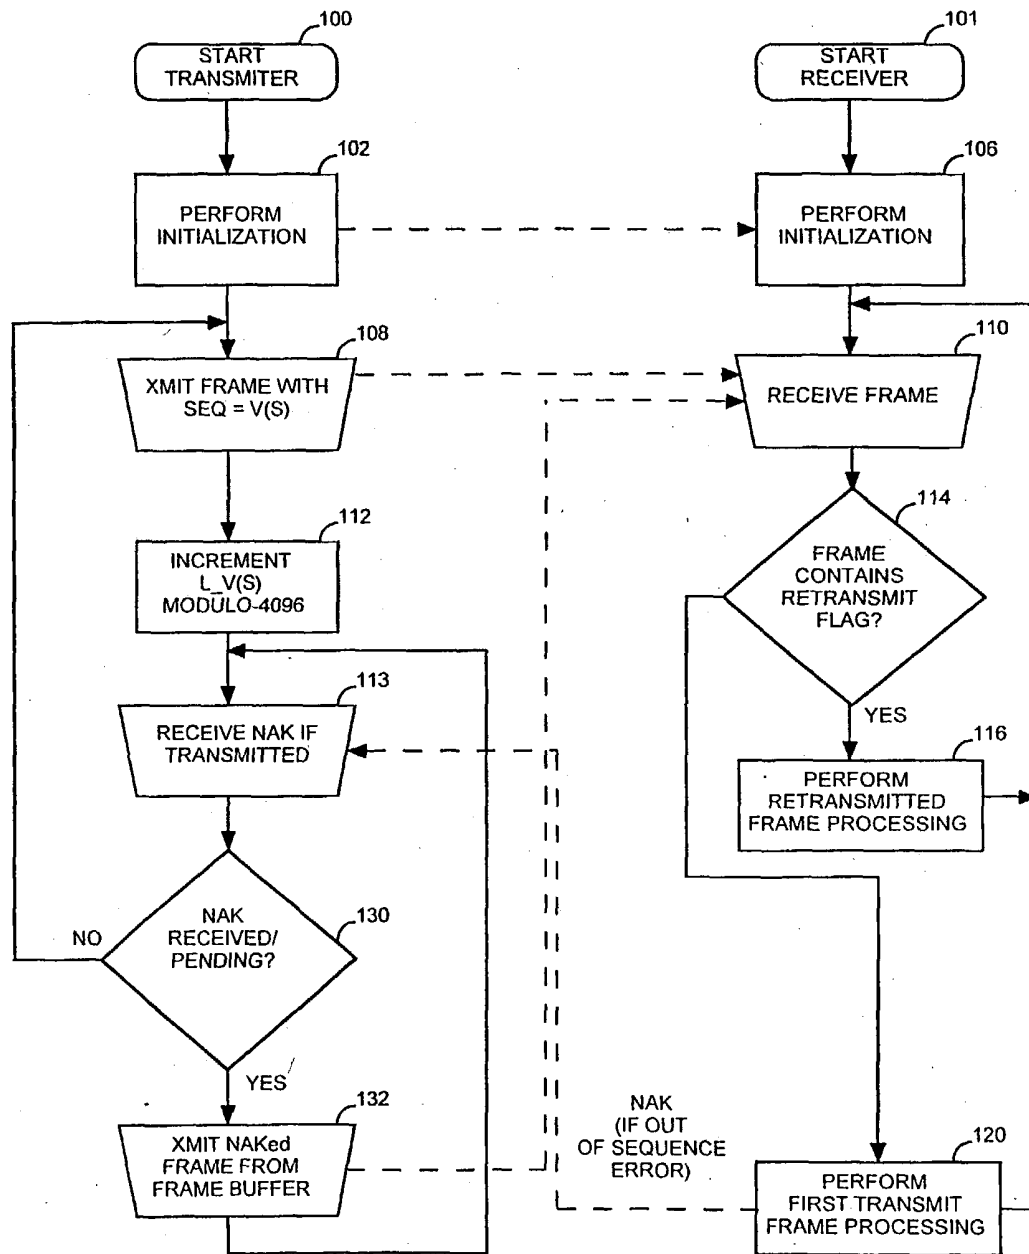 100
START
TRANSMITER
102
PERFORM
INITIALIZATION
108
XMIT FRAME WITH
SEQ = V(S)
112
INCREMENT
L_V(S)
MODULO-4096
113
RECEIVE NAK IF
TRANSMITTED
130
NAK
RECEIVED/
PENDING?
NO
YES
132
XMIT NAKed
FRAME FROM
FRAME BUFFER
101
START
RECEIVER
106
PERFORM
INITIALIZATION
110
RECEIVE FRAME
114
FRAME
CONTAINS
RETRANSMIT
FLAG?
YES
116
PERFORM
RETRANSMITTED
FRAME PROCESSING
NAK
(IF OUT
OF SEQUENCE
ERROR)
120
PERFORM
FIRST TRANSMIT
FRAME PROCESSING